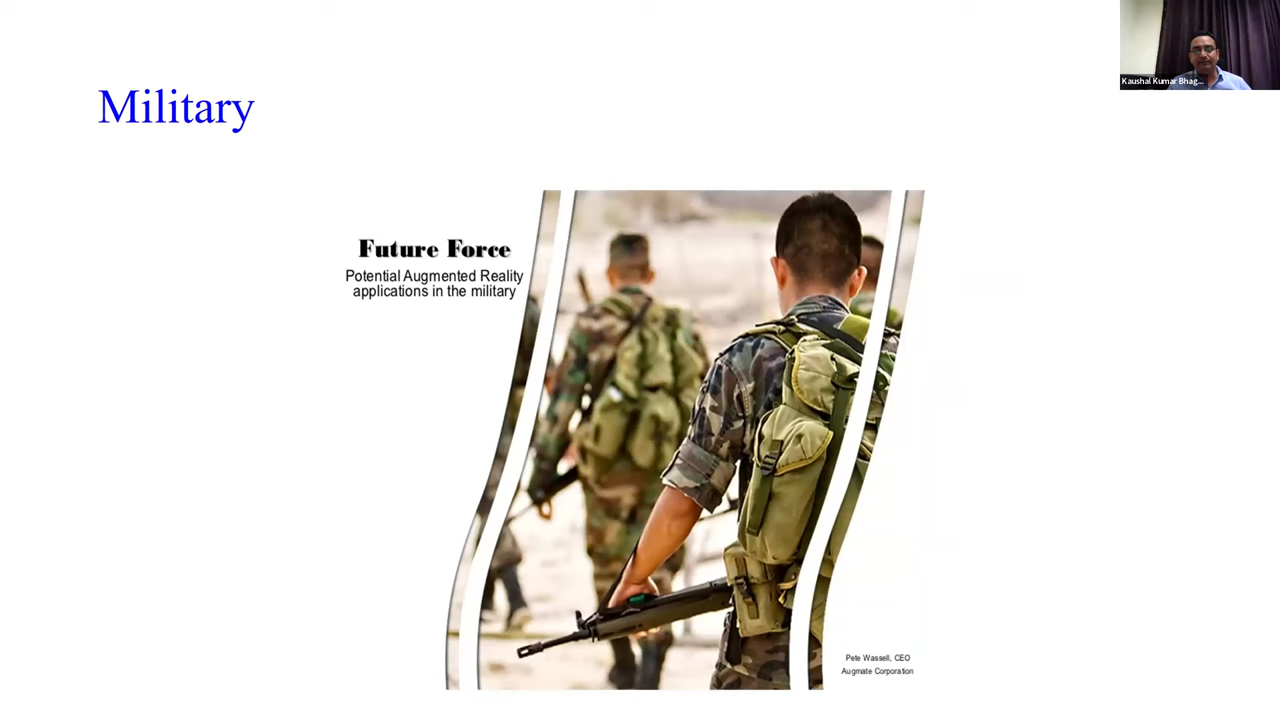 Kaushal Kumar Bhag...
Military
Future Force
Potential Augmented Reality
applications in the military
Pete Wassell, CEO
Augmate Corporation